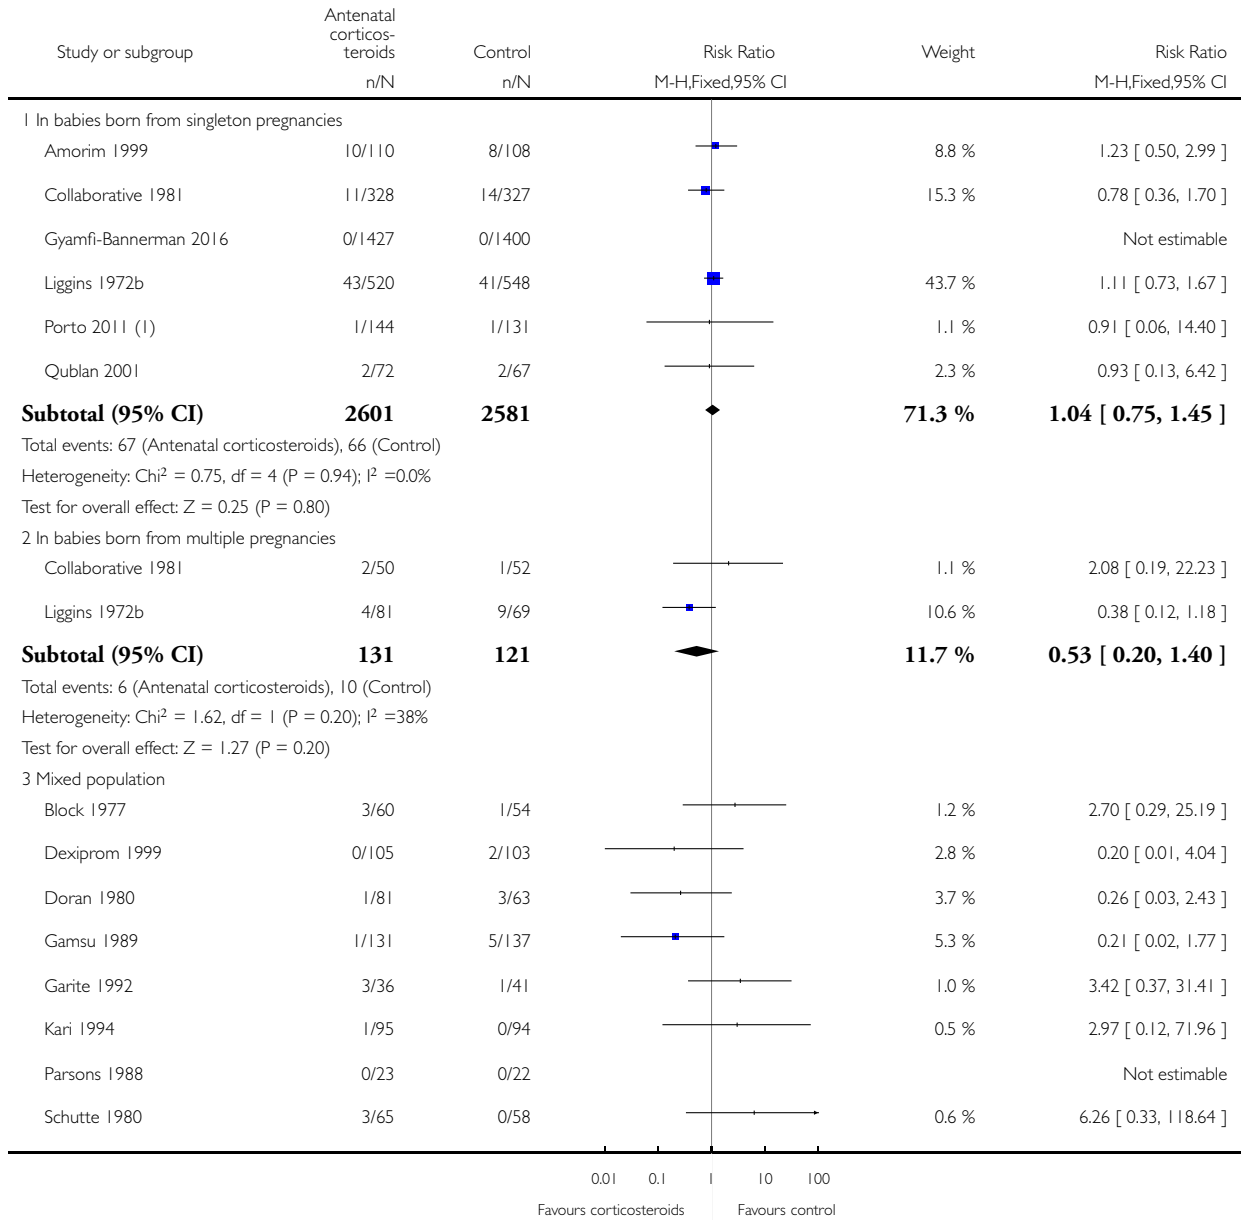 Antenatal
corticos-
Study or subgroup teroids Control Risk Ratio Weight Risk Ratio
n/N n/N M-H,Fixed,95% CI M-H,Fixed,95% CI
1 In babies born from singleton pregnancies
Amorim 1999 10/110 8/108 8.8 % 1.23 [ 0.50, 2.99 ]
Collaborative 1981 11/328 14/327 15.3 % 0.78 [ 0.36, 1.70 ]
Gyamfi-Bannerman 2016 0/1427 0/1400 Not estimable
Liggins 1972b 43/520 41/548 43.7 % 1.11 [ 0.73, 1.67 ]
Porto 2011 (1) 1/144 1/131 1.1 % 0.91 [ 0.06, 14.40 ]
Qublan 2001 2/72 2/67 2.3 % 0.93 [ 0.13, 6.42 ]
Subtotal (95% CI) 2601 2581 71.3 % 1.04 [ 0.75, 1.45 ]
Total events: 67 (Antenatal corticosteroids), 66 (Control)
Heterogeneity: Chi² = 0.75, df = 4 (P = 0.94); I² =0.0%
Test for overall effect: Z = 0.25 (P = 0.80)
2 In babies born from multiple pregnancies
Collaborative 1981 2/50 1/52 1.1 % 2.08 [ 0.19, 22.23 ]
Liggins 1972b 4/81 9/69 10.6 % 0.38 [ 0.12, 1.18 ]
Subtotal (95% CI) 131 121 11.7 % 0.53 [ 0.20, 1.40 ]
Total events: 6 (Antenatal corticosteroids), 10 (Control)
Heterogeneity: Chi² = 1.62, df = 1 (P = 0.20); I² =38%
Test for overall effect: Z = 1.27 (P = 0.20)
3 Mixed population
Block 1977 3/60 1/54 1.2 % 2.70 [ 0.29, 25.19 ]
Dexiprom 1999 0/105 2/103 2.8 % 0.20 [ 0.01, 4.04 ]
Doran 1980 1/81 3/63 3.7 % 0.26 [ 0.03, 2.43 ]
Gamsu 1989 1/131 5/137 5.3 % 0.21 [ 0.02, 1.77 ]
Garite 1992 3/36 1/41 1.0 % 3.42 [ 0.37, 31.41 ]
Kari 1994 1/95 0/94 0.5 % 2.97 [ 0.12, 71.96 ]
Parsons 1988 0/23 0/22 Not estimable
Schutte 1980 3/65 0/58 0.6 % 6.26 [ 0.33, 118.64 ]
0.01 0.1 1 10 100
Favours corticosteroids Favours control